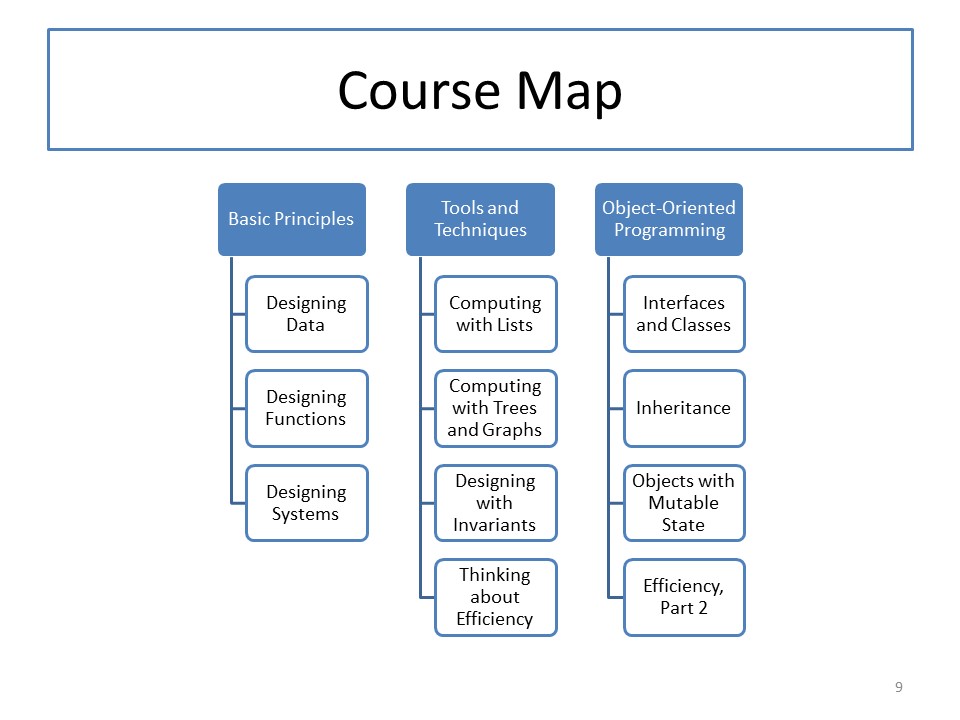 Course Map
Basic Principles
Designing
Data
Designing
Functions
Designing
Systems
Tools and
Techniques
Computing
with Lists
Computing
with Trees
and Graphs
Designing
with
Invariants
Thinking
about
Efficiency
Object-Oriented
Programming
Interfaces
and Classes
Inheritance
Objects with
Mutable
State
Efficiency,
Part 2
9